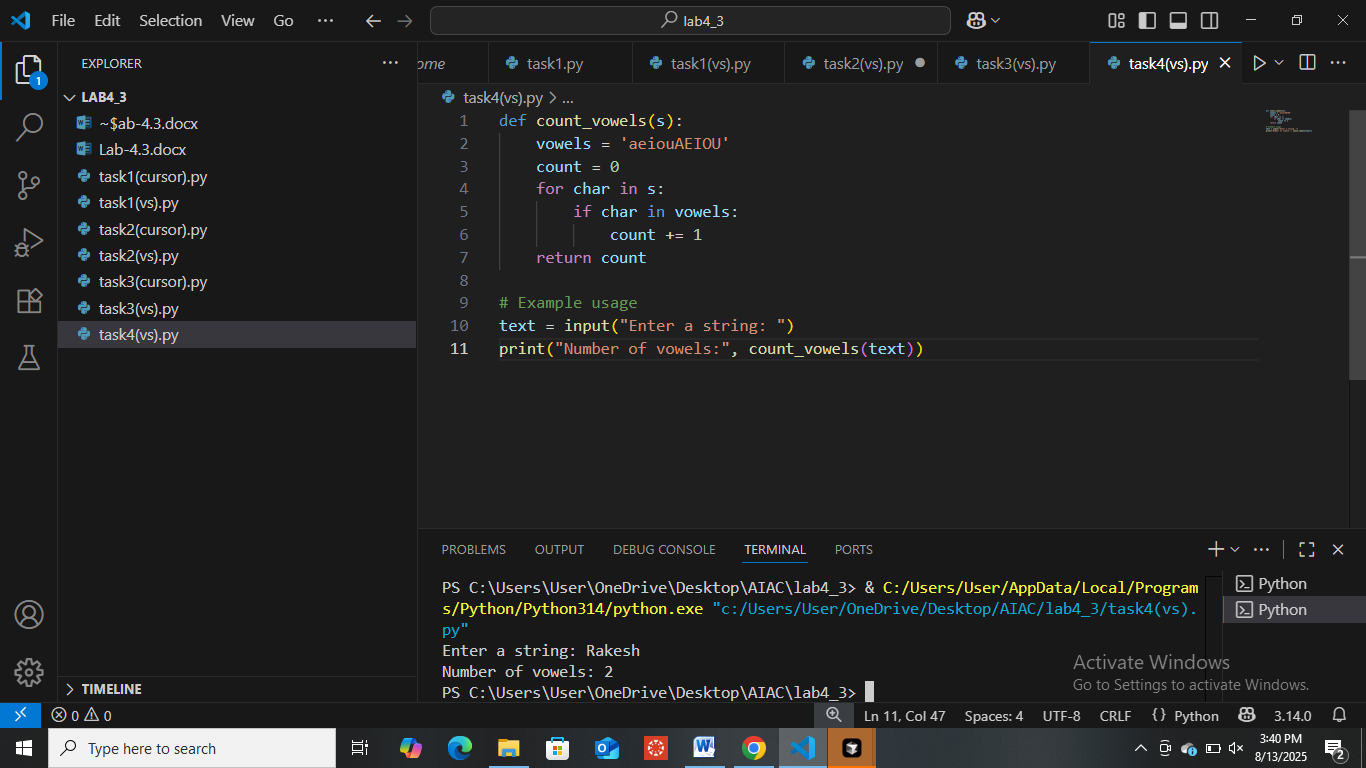 File Edit Selection View Go ... lab4_3
EXPLORER ...
LAB4_3
~$ab-4.3.docx
Lab-4.3.docx
task1(cursor).py
task1(vs).py
task2(cursor).py
task2(vs).py
task3(cursor).py
task3(vs).py
task4(vs).py
TIMELINE
1
ome task1.py task1(vs).py task2(vs).py task3(vs).py task4(vs).py
task4(vs).py > ...
1 def count_vowels(s):
2 vowels = 'aeiouAEIOU'
3 count = 0
4 for char in s:
5 if char in vowels:
6 count += 1
7 return count
8
9 # Example usage
10 text = input("Enter a string: ")
11 print("Number of vowels:", count_vowels(text))
PROBLEMS OUTPUT DEBUG CONSOLE TERMINAL PORTS
PS C:\Users\User\OneDrive\Desktop\AIAC\lab4_3> & C:/Users/User/AppData/Local/Program
s/Python/Python314/python.exe "c:/Users/User/OneDrive/Desktop/AIAC/lab4_3/task4(vs).
py"
Enter a string: Rakesh
Number of vowels: 2
PS C:\Users\User\OneDrive\Desktop\AIAC\lab4_3>
Python
Python
Activate Windows
Go to Settings to activate Windows.
0 0 Ln 11, Col 47 Spaces: 4 UTF-8 CRLF {} Python 3.14.0
Type here to search
3:40 PM
8/13/2025
2